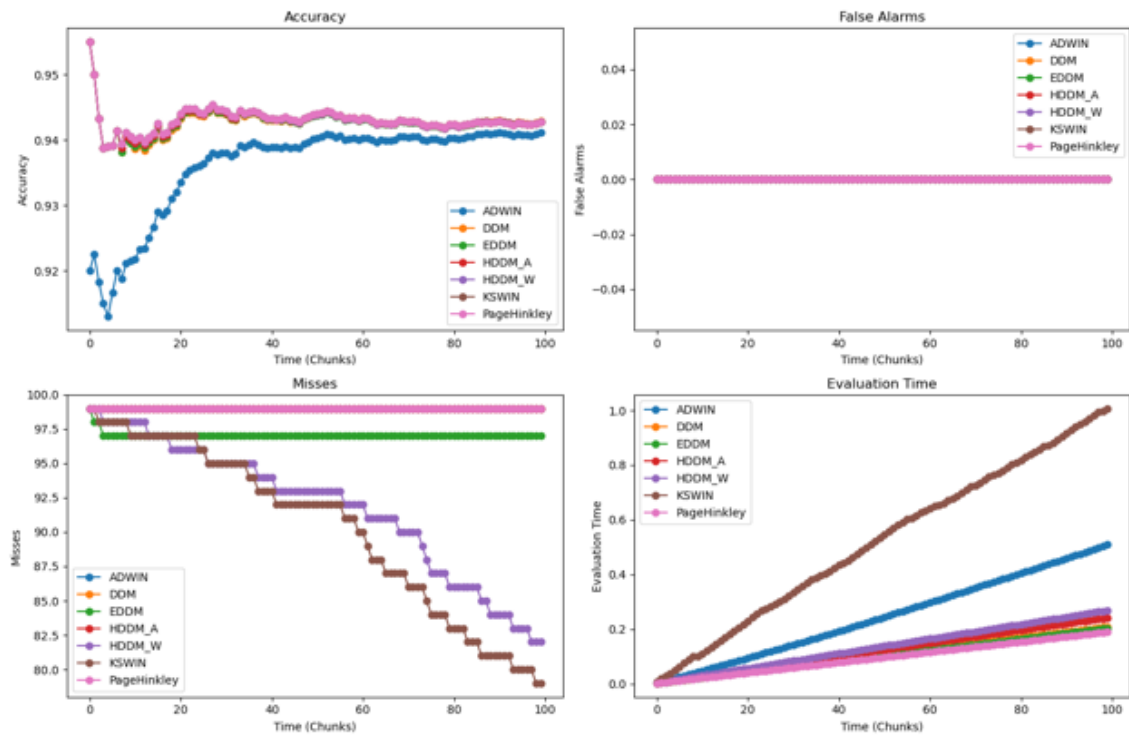 Accuracy
Accuracy
0.95
0.94
0.93
0.92
0
20
40
60
80
100
Time (Chunks)
ADWIN
DDM
EDDM
HDDM_A
HDDM_W
KSWIN
PageHinkley
False Alarms
False Alarms
0.04
0.02
0.00
−0.02
−0.04
0
20
40
60
80
100
Time (Chunks)
ADWIN
DDM
EDDM
HDDM_A
HDDM_W
KSWIN
PageHinkley
Misses
Misses
100.0
97.5
95.0
92.5
90.0
87.5
85.0
82.5
80.0
0
20
40
60
80
100
Time (Chunks)
ADWIN
DDM
EDDM
HDDM_A
HDDM_W
KSWIN
PageHinkley
Evaluation Time
Evaluation Time
1.0
0.8
0.6
0.4
0.2
0.0
0
20
40
60
80
100
Time (Chunks)
ADWIN
DDM
EDDM
HDDM_A
HDDM_W
KSWIN
PageHinkley